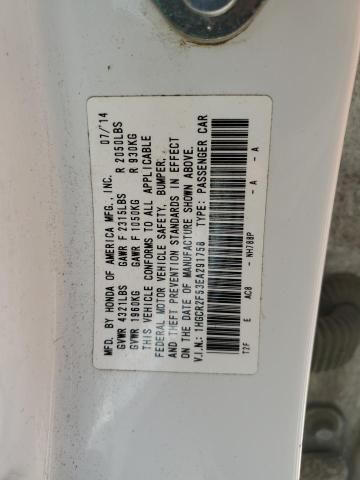 MFD. BY HONDA OF AMERICA MFG., INC. 07/14
GVWR 4321LBS GAWR F 2315LBS R 2050LBS
GVWR 1960KG GAWR F 1050KG R 930KG
THIS VEHICLE CONFORMS TO ALL APPLICABLE
FEDERAL MOTOR VEHICLE SAFETY, BUMPER,
AND THEFT PREVENTION STANDARDS IN EFFECT
ON THE DATE OF MANUFACTURE SHOWN ABOVE.
V.I.N.: 1HGCR2F53EA291758 TYPE: PASSENGER CAR
T2F E AC8 - NH788P - A - A